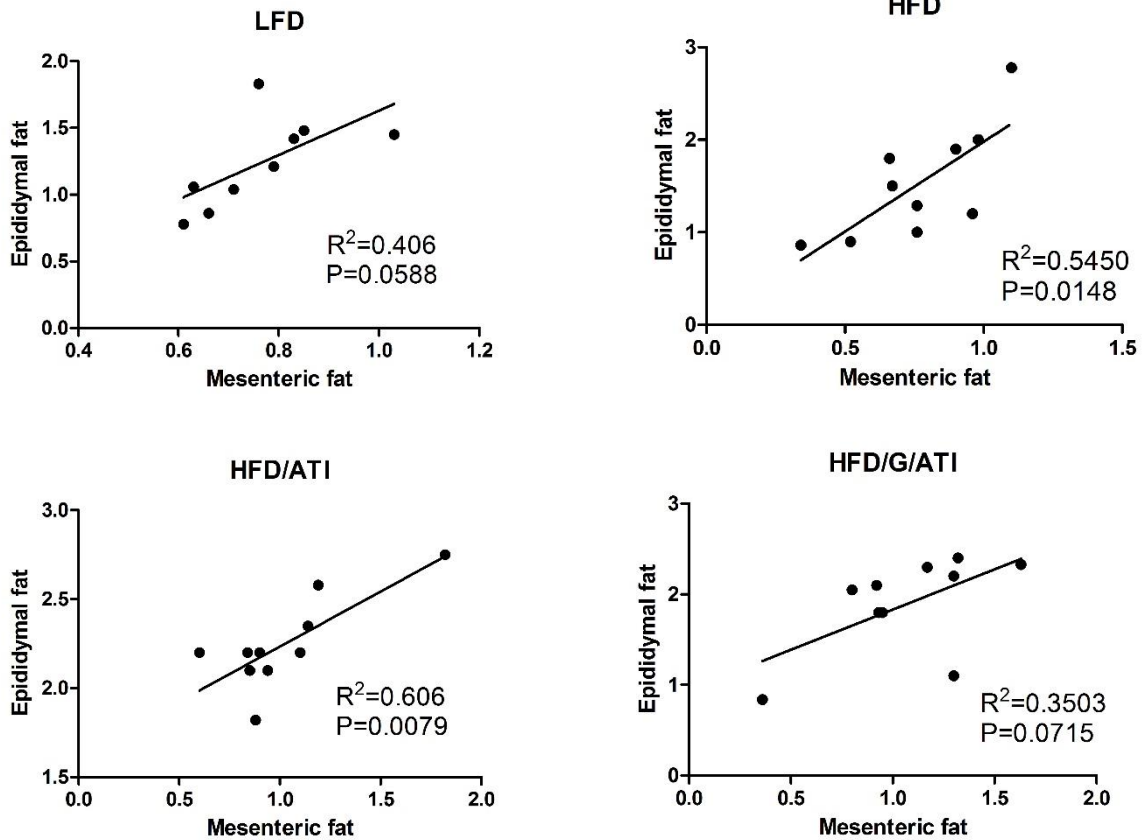 LFD
Epididymal fat
2.0
1.5
1.0
0.5
0.0
R²=0.406
P=0.0588
0.4 0.6 0.8 1.0 1.2
Mesenteric fat
HFD
Epididymal fat
3
2
1
0
R²=0.5450
P=0.0148
0.0 0.5 1.0 1.5
Mesenteric fat
HFD/ATI
Epididymal fat
3.0
2.5
2.0
1.5
R²=0.606
P=0.0079
0.0 0.5 1.0 1.5 2.0
Mesenteric fat
HFD/G/ATI
Epididymal fat
3
2
1
0
R²=0.3503
P=0.0715
0.0 0.5 1.0 1.5 2.0
Mesenteric fat